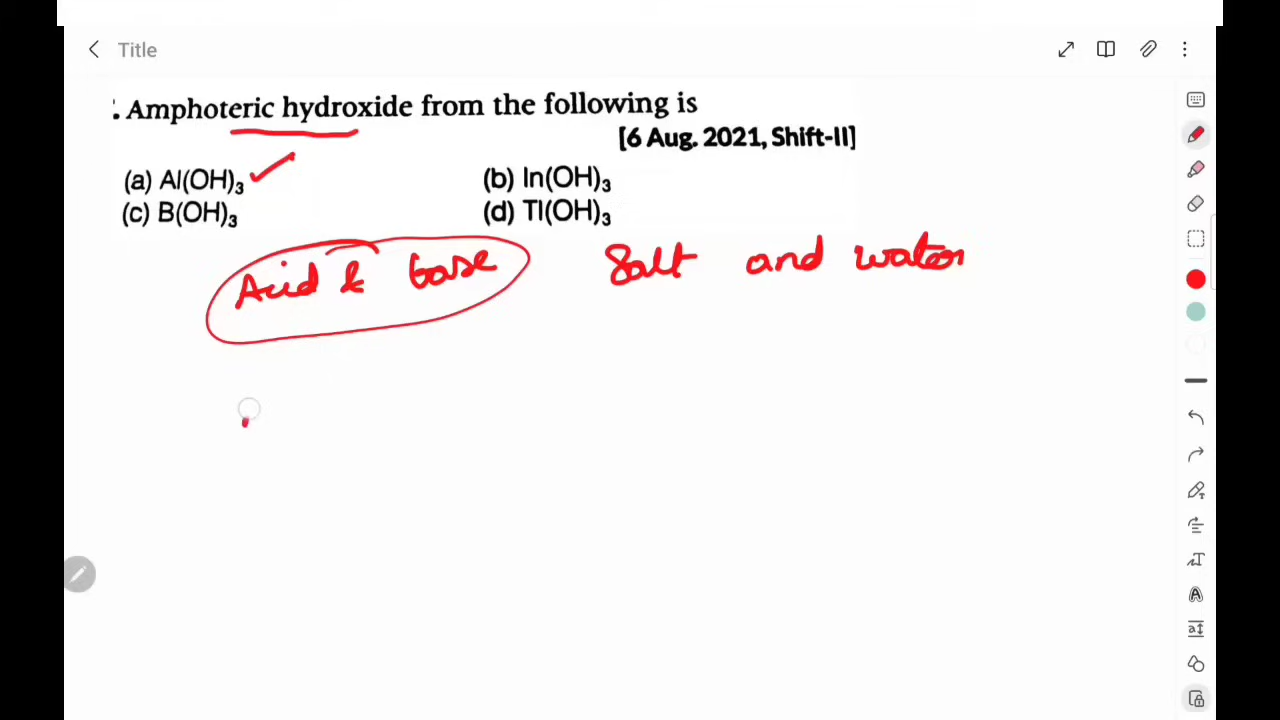 Title
. Amphoteric hydroxide from the following is
[6 Aug. 2021, Shift-II]
(a) Al(OH)₃ (b) In(OH)₃
(c) B(OH)₃ (d) Tl(OH)₃
Acid & base Salt and water